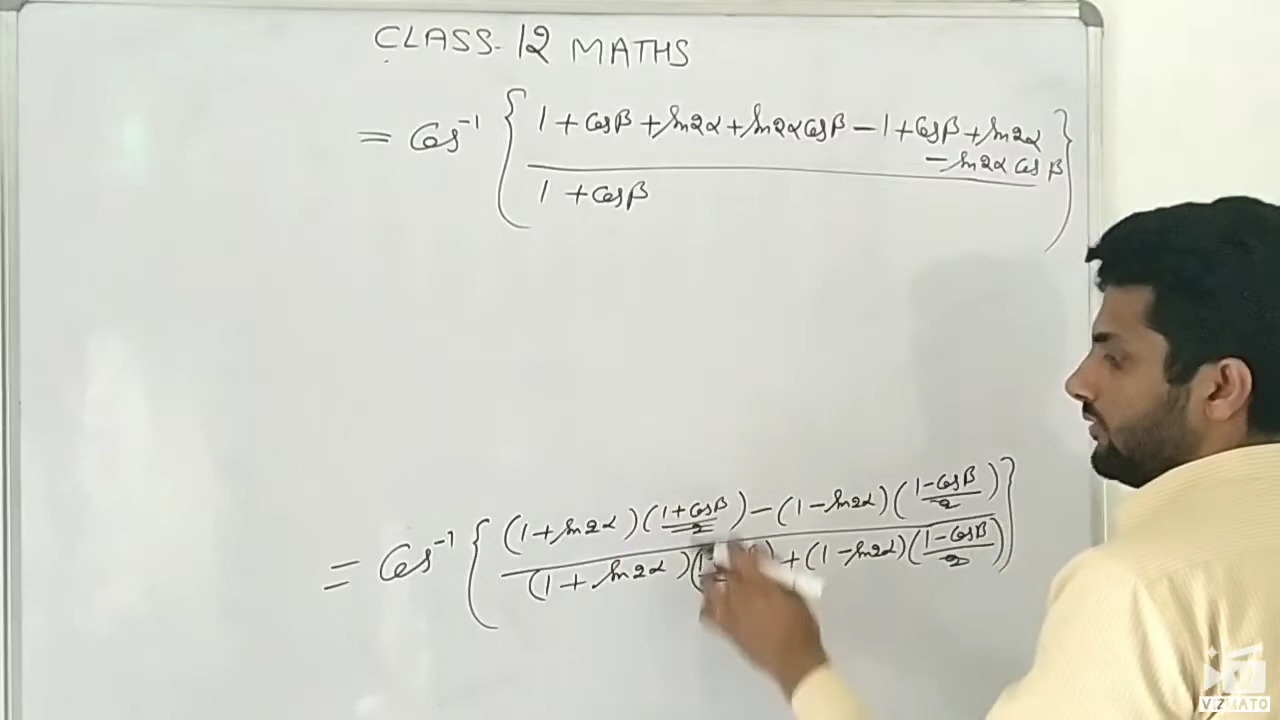 CLASS-12 MATHS
= Cos⁻¹ { 1 + Cosβ + sin2α + sin2α Cosβ - 1 + Cosβ + sin2α
- sin2α Cosβ }
1 + Cosβ
= Cos⁻¹ { (1 + sin2α)(1 + Cosβ/2) - (1 - sin2α)(1 - Cosβ/2)
(1 + sin2α)( + (1 - sin2α)(1 - Cosβ/2) }
VIZMATO